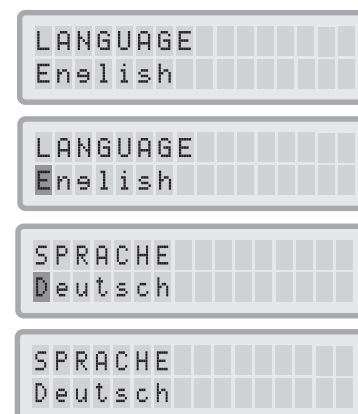 LANGUAGE
English
LANGUAGE
English
SPRACHE
Deutsch
SPRACHE
Deutsch